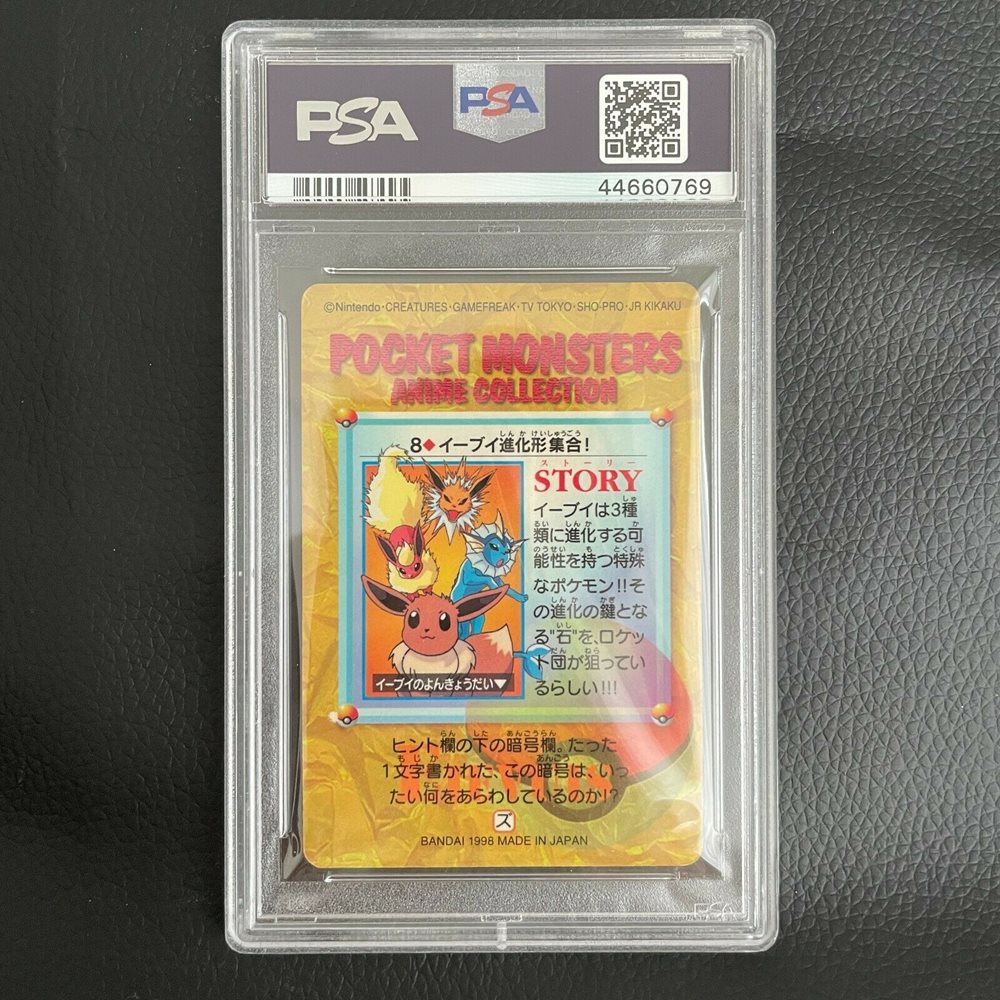 PSA
PSA
44660769
©Nintendo·CREATURES·GAMEFREAK·TV TOKYO·SHO-PRO·JR KIKAKU
POCKET MONSTERS
ANIME COLLECTION
8◆イーブイ進化形集合!
ストーリー
STORY
イーブイは3種
類に進化する可
能性を持つ特殊
なポケモン!!そ
の進化の鍵とな
る"石"を、ロケッ
ト団が狙ってい
るらしい!!!
イーブイのよんきょうだい▼
ヒント欄の下の暗号欄。たった
1文字書かれた、この暗号は、いっ
たい何をあらわしているのか!?
ズ
BANDAI 1998 MADE IN JAPAN
PSA